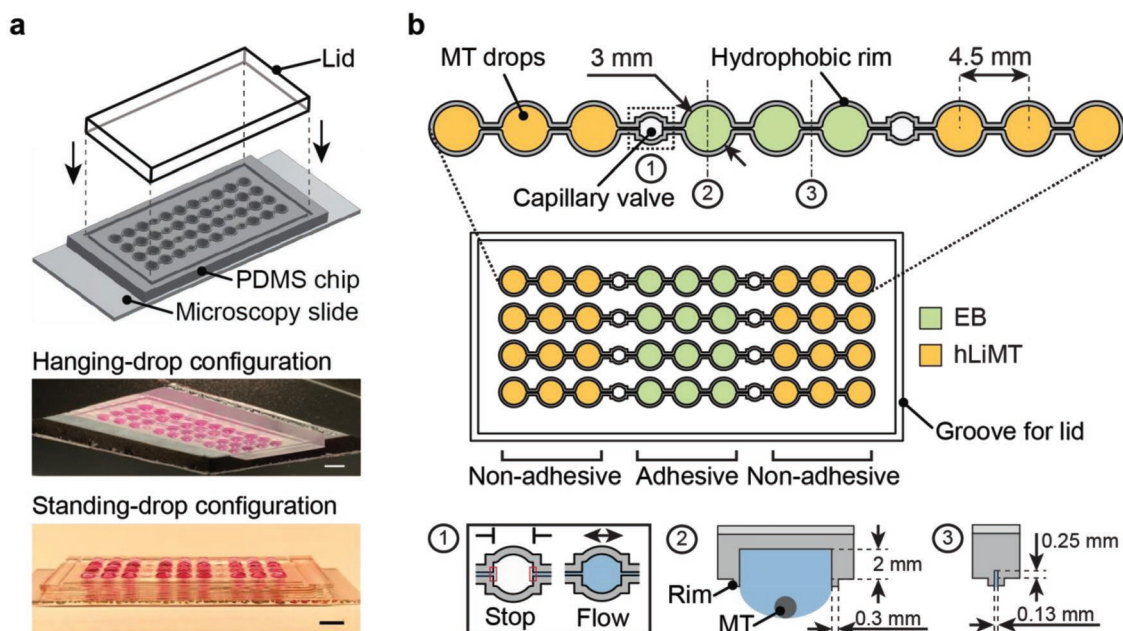 a
Lid
PDMS chip
Microscopy slide
Hanging-drop configuration
Standing-drop configuration
b
MT drops
3 mm
Hydrophobic rim
4.5 mm
1
Capillary valve
2
3
EB
hLiMT
Groove for lid
Non-adhesive
Adhesive
Non-adhesive
1
Stop
Flow
2
Rim
MT
2 mm
0.3 mm
3
0.25 mm
0.13 mm